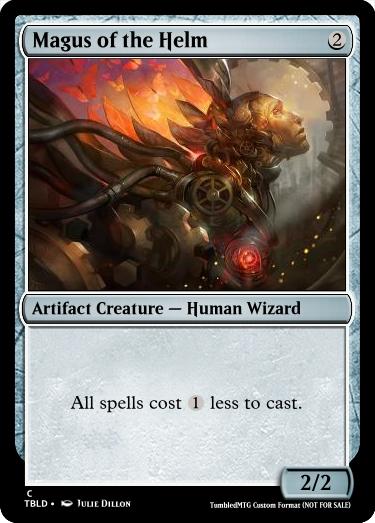 Magus of the Helm 2
Artifact Creature — Human Wizard
All spells cost 1 less to cast.
2/2
C
TBLD • JULIE DILLON
TumbledMTG Custom Format (NOT FOR SALE)